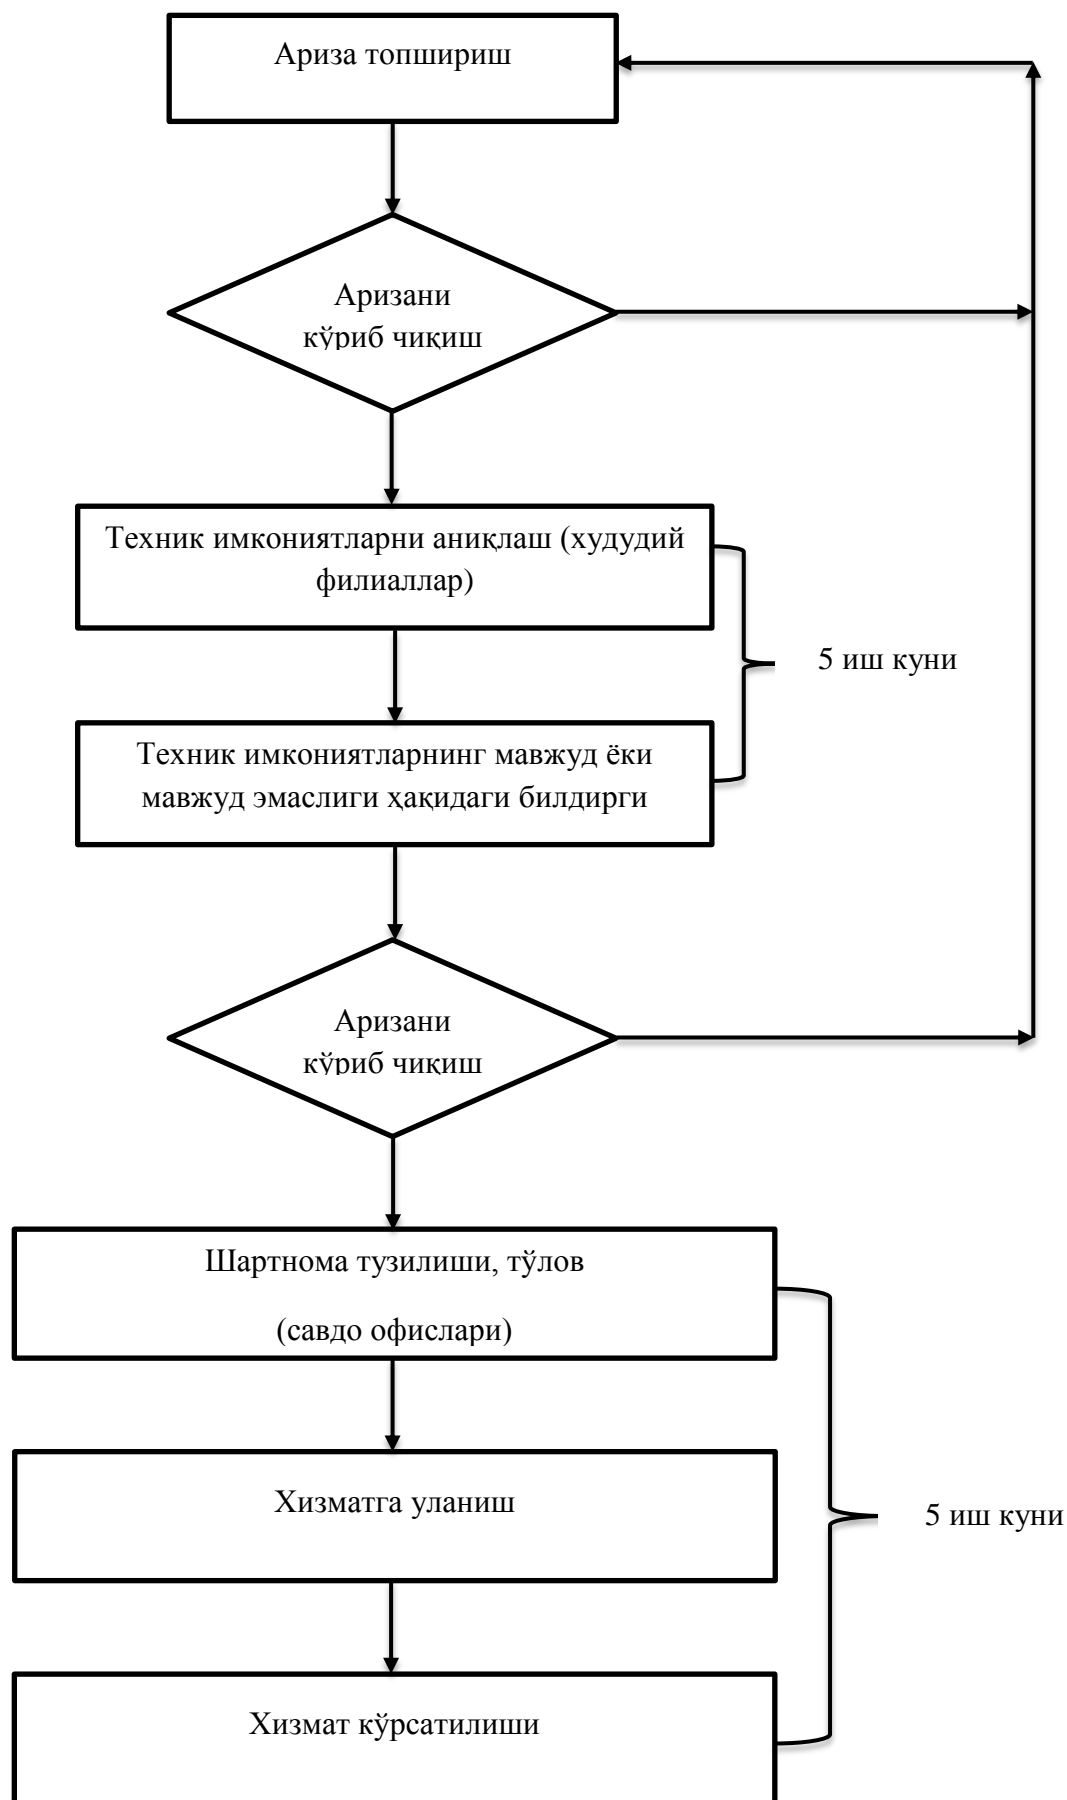 Ариза топшириш
Аризани
кўриб чиқиш
Техник имкониятларни аниқлаш (худудий
филиаллар)
5 иш куни
Техник имкониятларнинг мавжуд ёки
мавжуд эмаслиги ҳақидаги билдирги
Аризани
кўриб чиқиш
Шартнома тузилиши, тўлов
(савдо офислари)
Хизматга уланиш
5 иш куни
Хизмат кўрсатилиши